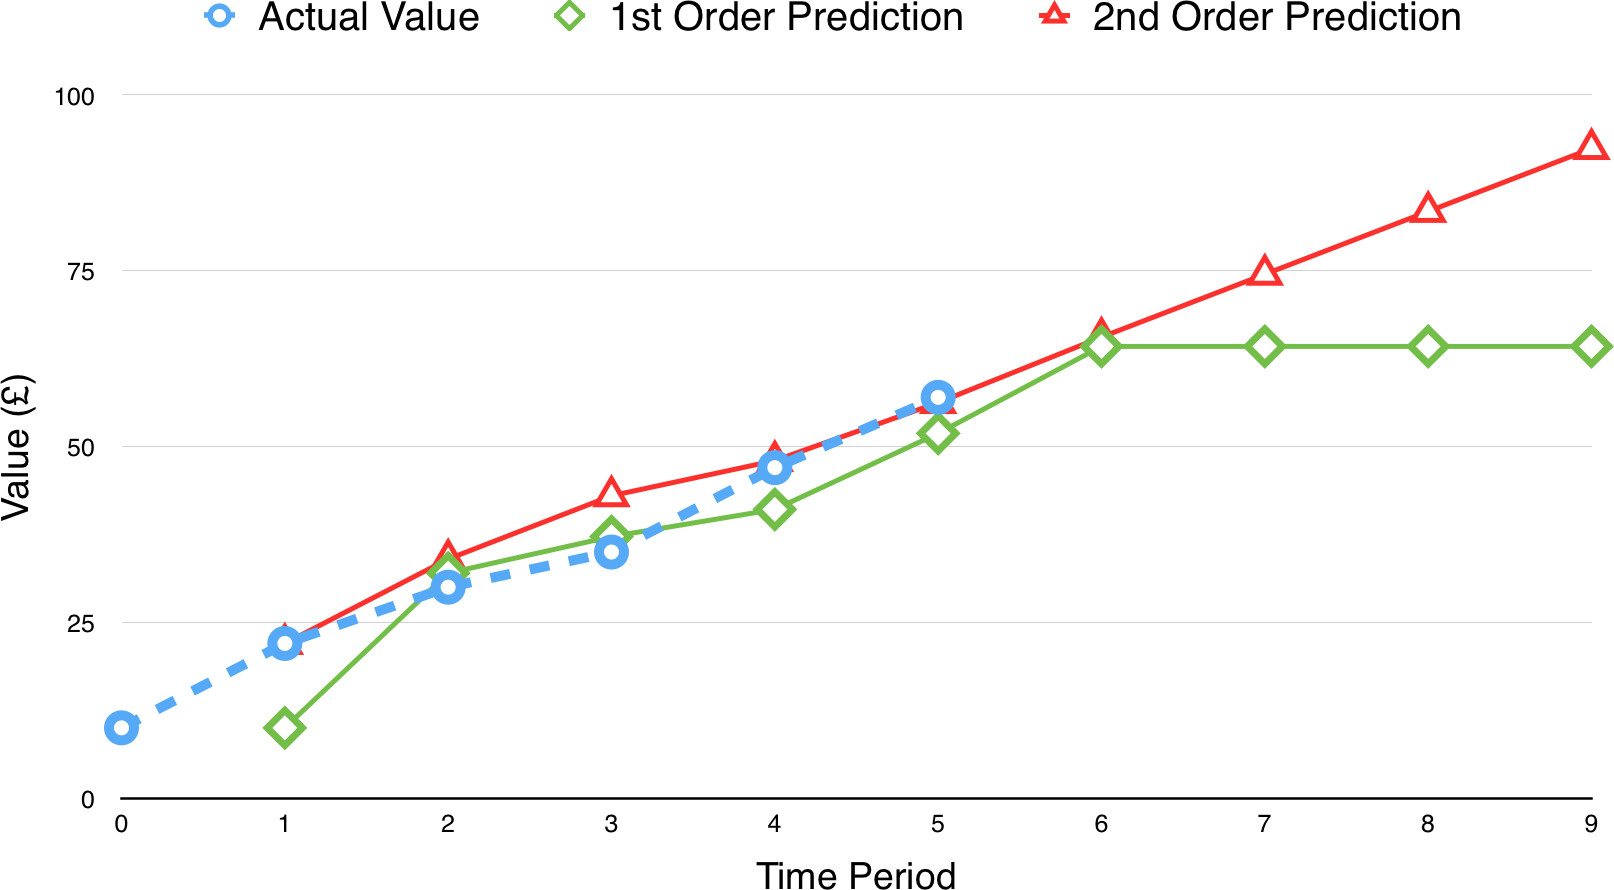 Actual Value 1st Order Prediction 2nd Order Prediction
100
75
50
25
0
Value (£)
0 1 2 3 4 5 6 7 8 9
Time Period